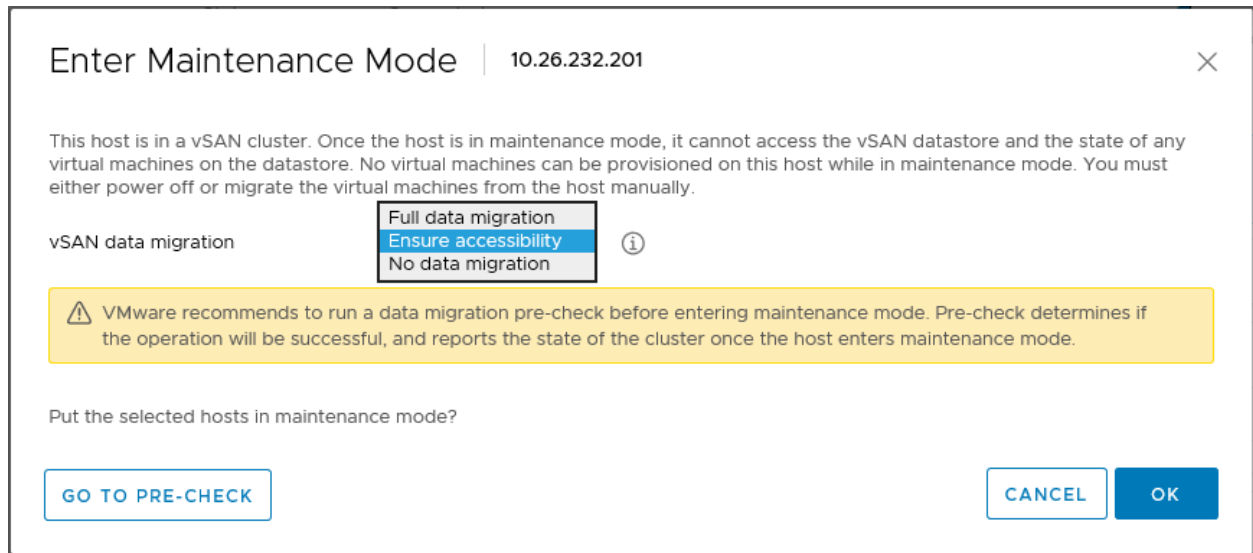 Enter Maintenance Mode 10.26.232.201
This host is in a vSAN cluster. Once the host is in maintenance mode, it cannot access the vSAN datastore and the state of any
virtual machines on the datastore. No virtual machines can be provisioned on this host while in maintenance mode. You must
either power off or migrate the virtual machines from the host manually.
vSAN data migration
Full data migration
Ensure accessibility
No data migration
VMware recommends to run a data migration pre-check before entering maintenance mode. Pre-check determines if
the operation will be successful, and reports the state of the cluster once the host enters maintenance mode.
Put the selected hosts in maintenance mode?
GO TO PRE-CHECK CANCEL OK